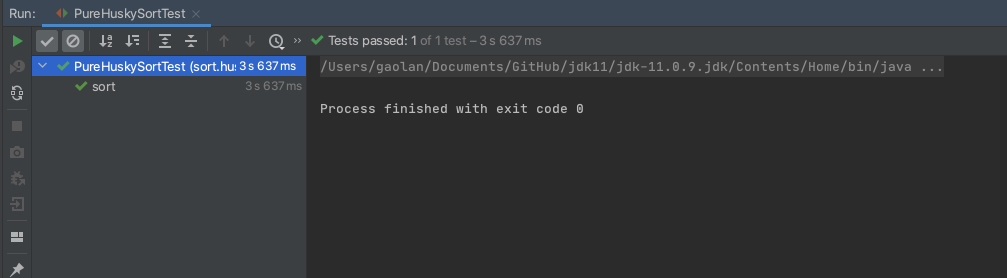 Run: PureHuskySortTest
Tests passed: 1 of 1 test – 3 s 637 ms
PureHuskySortTest (sort.hus 3 s 637 ms
sort 3 s 637 ms
/Users/gaolan/Documents/GitHub/jdk11/jdk-11.0.9.jdk/Contents/Home/bin/java ...
Process finished with exit code 0